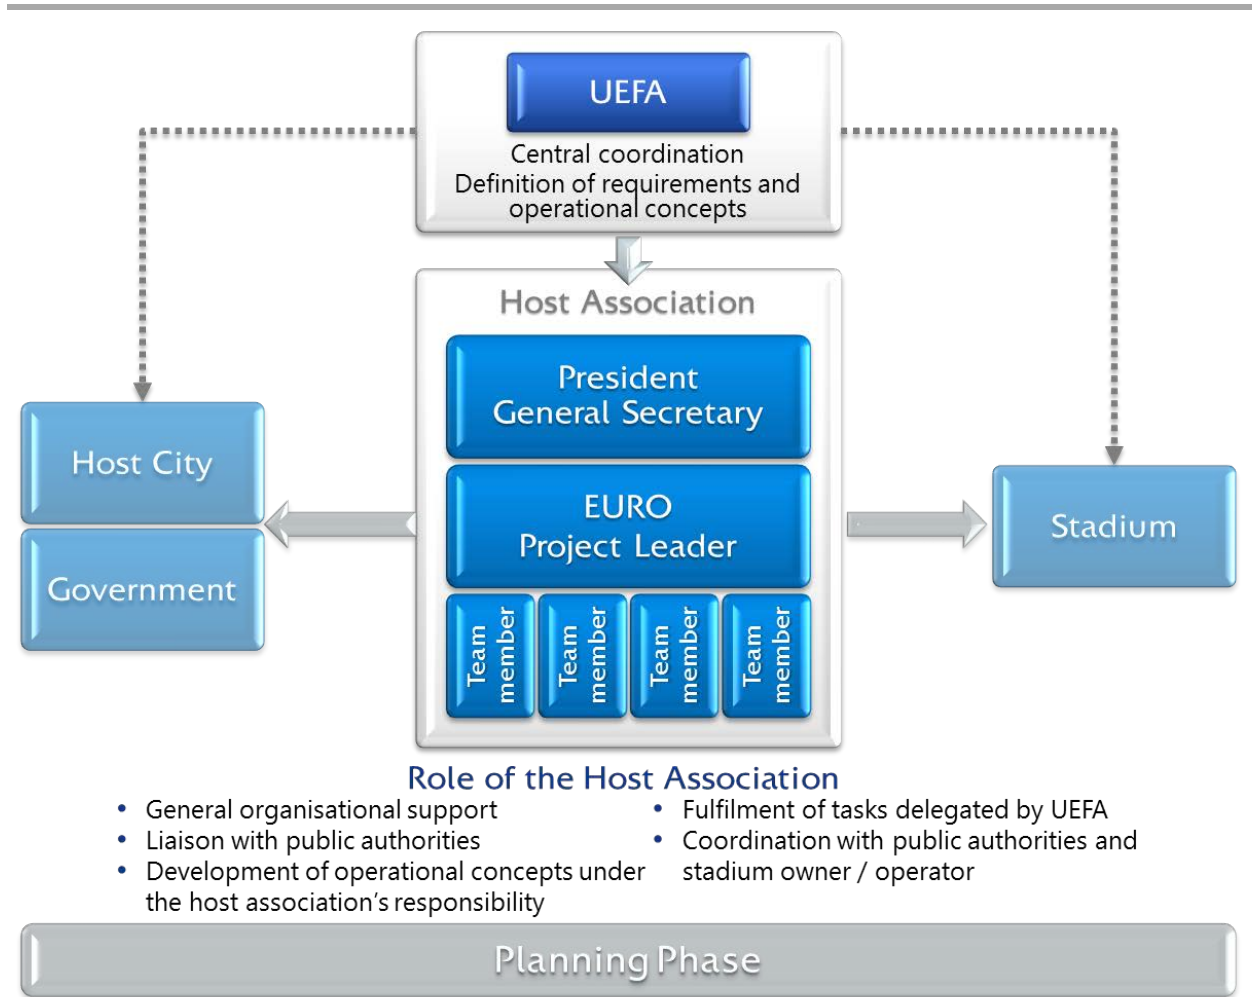 UEFA
Central coordination
Definition of requirements and
operational concepts
Host Association
President
General Secretary
Host City
EURO
Project Leader
Stadium
Government
Team
member
Team
member
Team
member
Team
member
Role of the Host Association
• General organisational support
• Liaison with public authorities
• Development of operational concepts under
the host association's responsibility
• Fulfilment of tasks delegated by UEFA
• Coordination with public authorities and
stadium owner / operator
Planning Phase